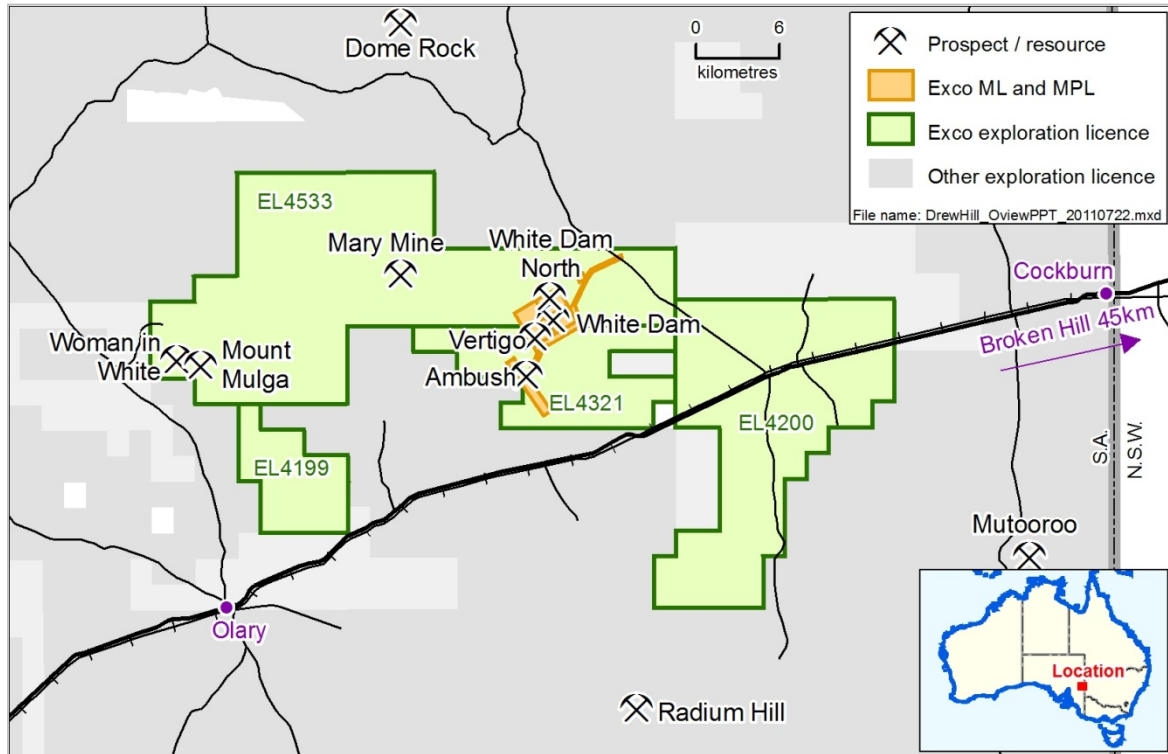 Dome Rock
0 6
kilometres
Prospect / resource
Exco ML and MPL
Exco exploration licence
Other exploration licence
File name: DrewHill_OviewPPT_20110722.mxd
EL4533
Mary Mine
White Dam
North
White Dam
Vertigo
Ambush
EL4321
Woman in
White
Mount
Mulga
EL4199
EL4200
Cockburn
Broken Hill 45km
S.A.
N.S.W.
Mutooroo
Olary
Radium Hill
Location